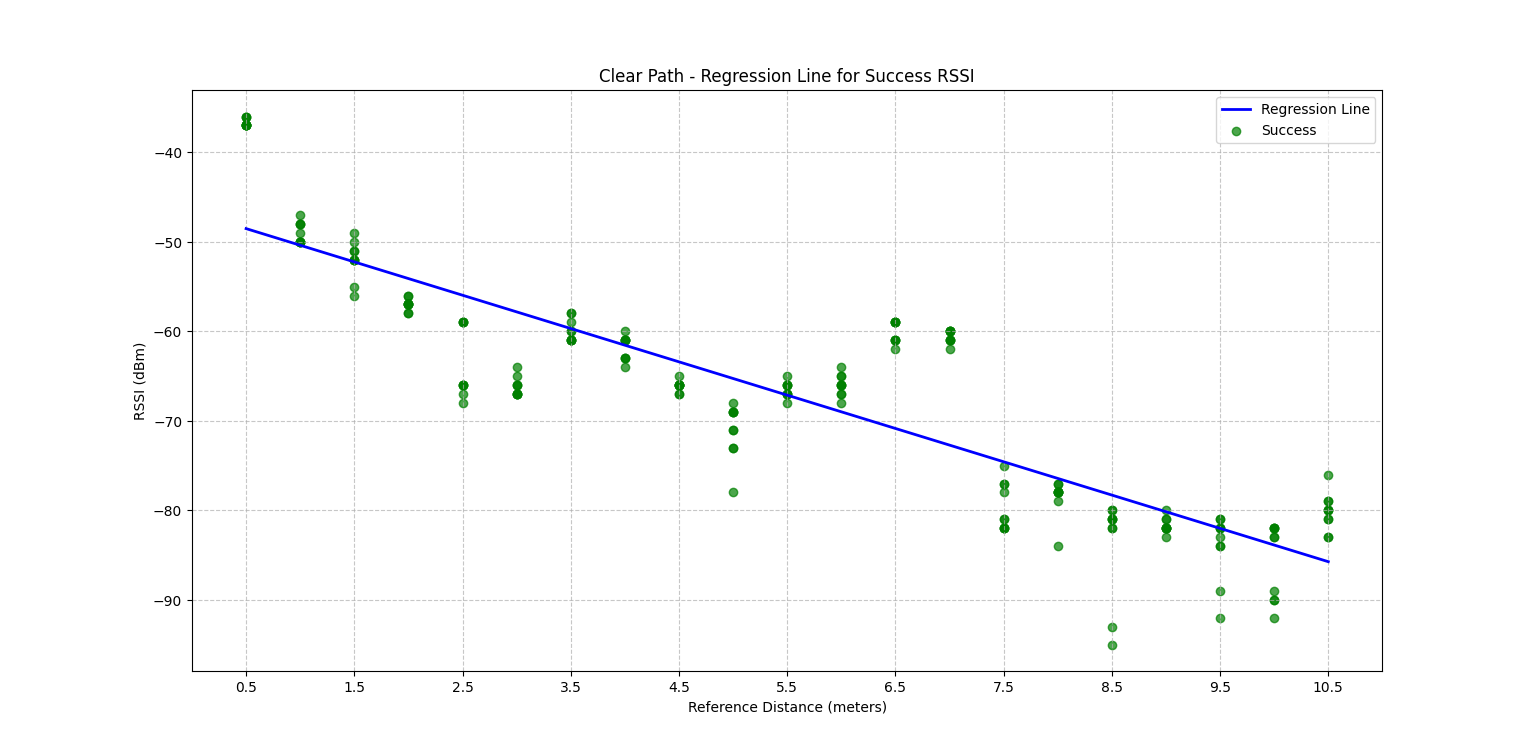 Clear Path - Regression Line for Success RSSI
Regression Line
Success
RSSI (dBm)
−40
−50
−60
−70
−80
−90
0.5 1.5 2.5 3.5 4.5 5.5 6.5 7.5 8.5 9.5 10.5
Reference Distance (meters)